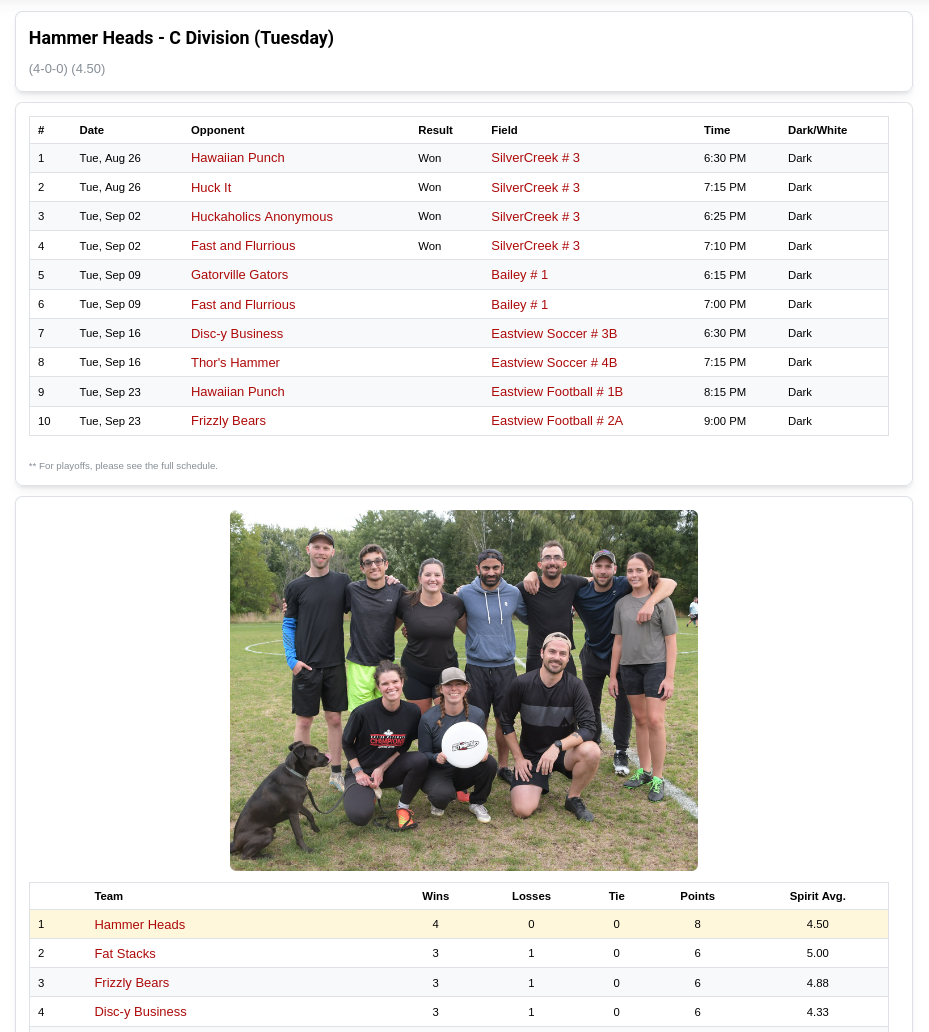 Hammer Heads - C Division (Tuesday)
(4-0-0) (4.50)
# Date Opponent Result Field Time Dark/White
1 Tue, Aug 26 Hawaiian Punch Won SilverCreek # 3 6:30 PM Dark
2 Tue, Aug 26 Huck It Won SilverCreek # 3 7:15 PM Dark
3 Tue, Sep 02 Huckaholics Anonymous Won SilverCreek # 3 6:25 PM Dark
4 Tue, Sep 02 Fast and Flurrious Won SilverCreek # 3 7:10 PM Dark
5 Tue, Sep 09 Gatorville Gators Bailey # 1 6:15 PM Dark
6 Tue, Sep 09 Fast and Flurrious Bailey # 1 7:00 PM Dark
7 Tue, Sep 16 Disc-y Business Eastview Soccer # 3B 6:30 PM Dark
8 Tue, Sep 16 Thor's Hammer Eastview Soccer # 4B 7:15 PM Dark
9 Tue, Sep 23 Hawaiian Punch Eastview Football # 1B 8:15 PM Dark
10 Tue, Sep 23 Frizzly Bears Eastview Football # 2A 9:00 PM Dark
** For playoffs, please see the full schedule.
CHAMPIONS
Team Wins Losses Tie Points Spirit Avg.
1 Hammer Heads 4 0 0 8 4.50
2 Fat Stacks 3 1 0 6 5.00
3 Frizzly Bears 3 1 0 6 4.88
4 Disc-y Business 3 1 0 6 4.33